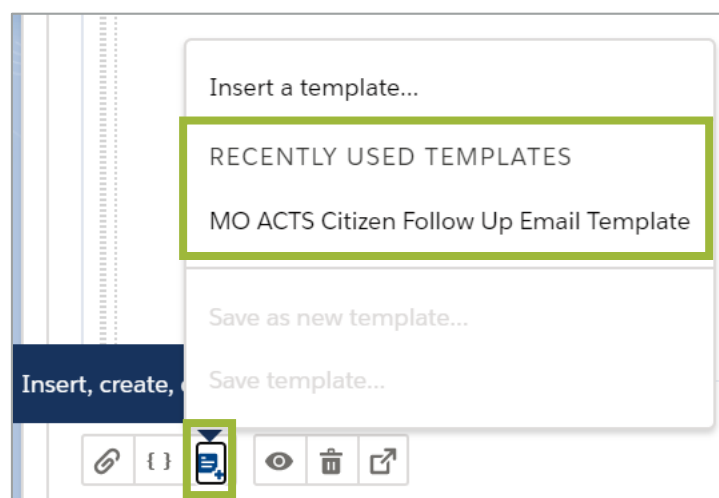 Insert a template...
RECENTLY USED TEMPLATES
MO ACTS Citizen Follow Up Email Template
Save as new template...
Save template...
Insert, create,
{ }